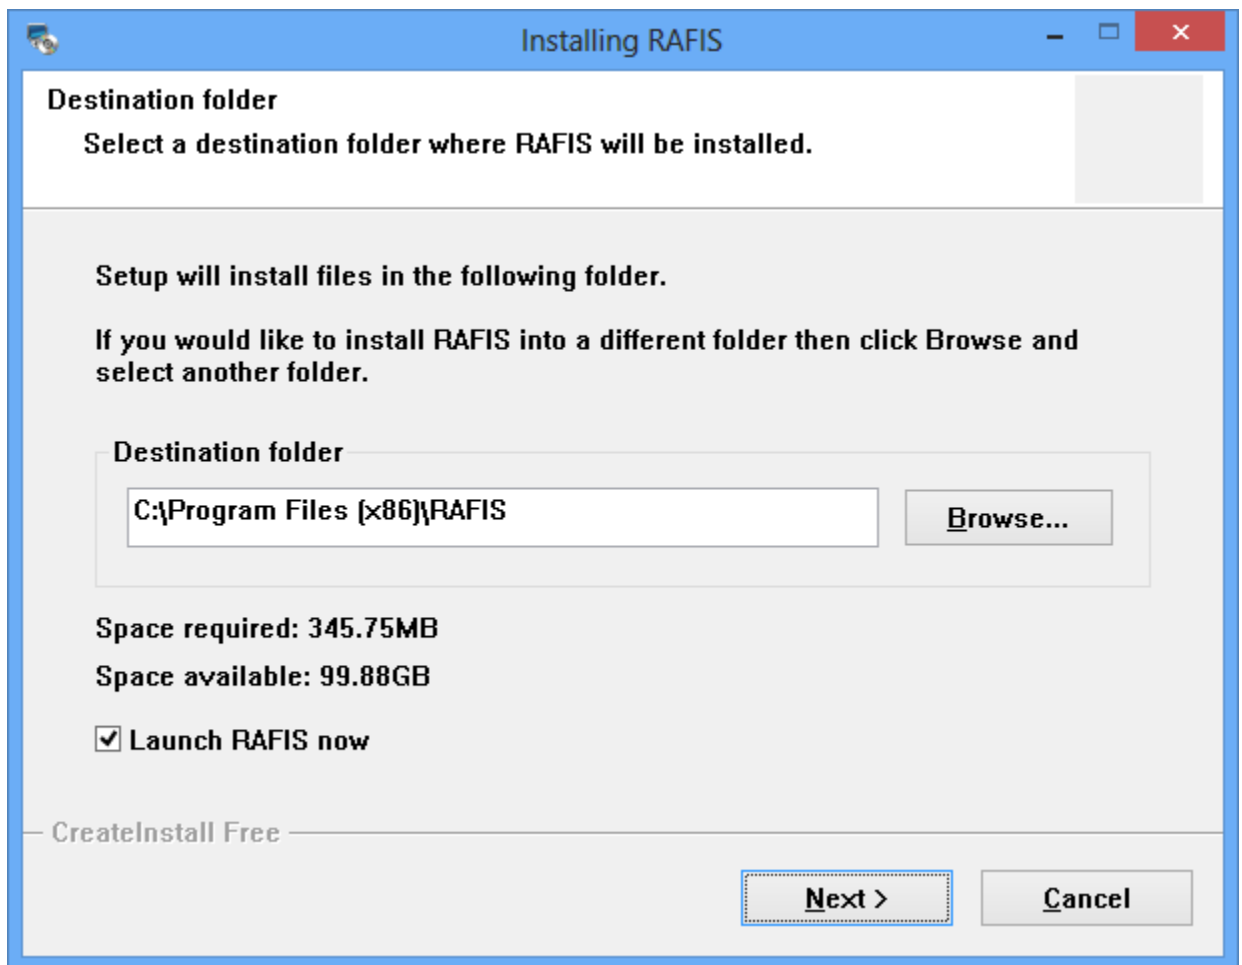 Installing RAFIS
Destination folder
Select a destination folder where RAFIS will be installed.
Setup will install files in the following folder.
If you would like to install RAFIS into a different folder then click Browse and
select another folder.
Destination folder
C:\Program Files (x86)\RAFIS
Browse...
Space required: 345.75MB
Space available: 99.88GB
Launch RAFIS now
CreateInstall Free
Next >
Cancel